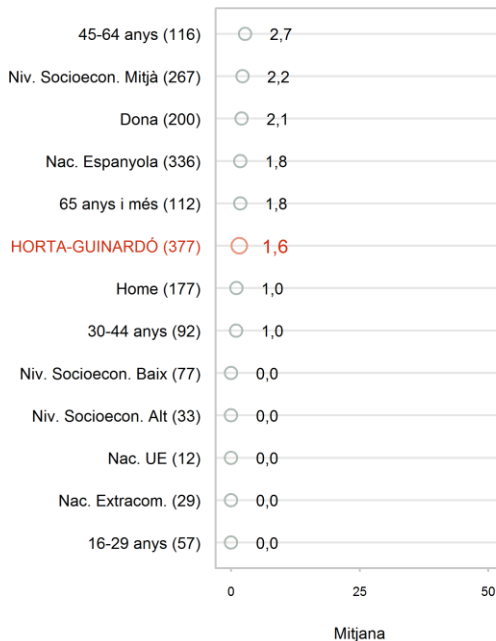 45-64 anys (116) 2,7
Niv. Socioecon. Mitjà (267) 2,2
Dona (200) 2,1
Nac. Espanyola (336) 1,8
65 anys i més (112) 1,8
HORTA-GUINARDÓ (377) 1,6
Home (177) 1,0
30-44 anys (92) 1,0
Niv. Socioecon. Baix (77) 0,0
Niv. Socioecon. Alt (33) 0,0
Nac. UE (12) 0,0
Nac. Extracom. (29) 0,0
16-29 anys (57) 0,0
0 25 50
Mitjana